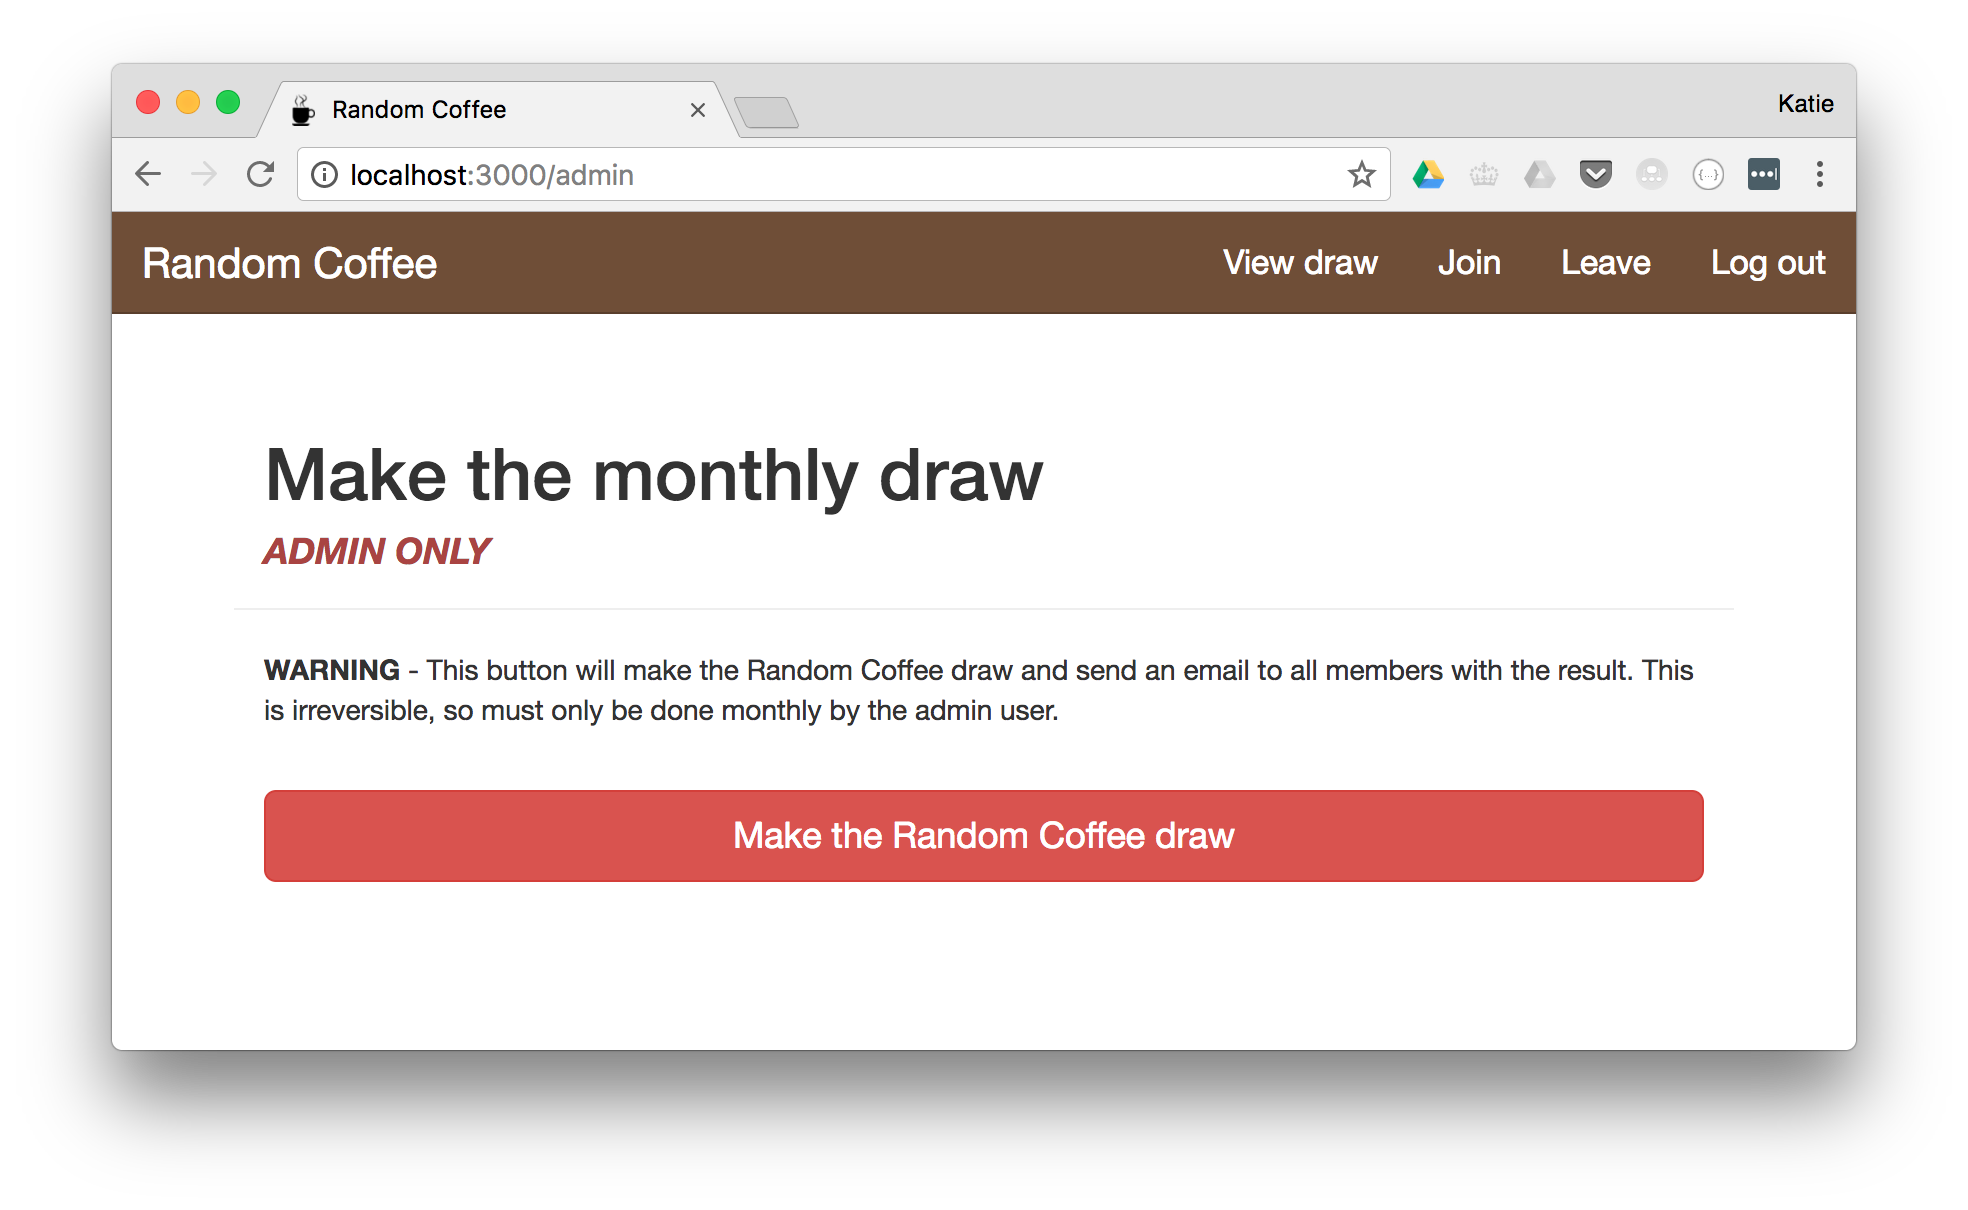 Random Coffee
Katie
localhost:3000/admin
Random Coffee
View draw
Join
Leave
Log out
Make the monthly draw
ADMIN ONLY
WARNING - This button will make the Random Coffee draw and send an email to all members with the result. This
is irreversible, so must only be done monthly by the admin user.
Make the Random Coffee draw